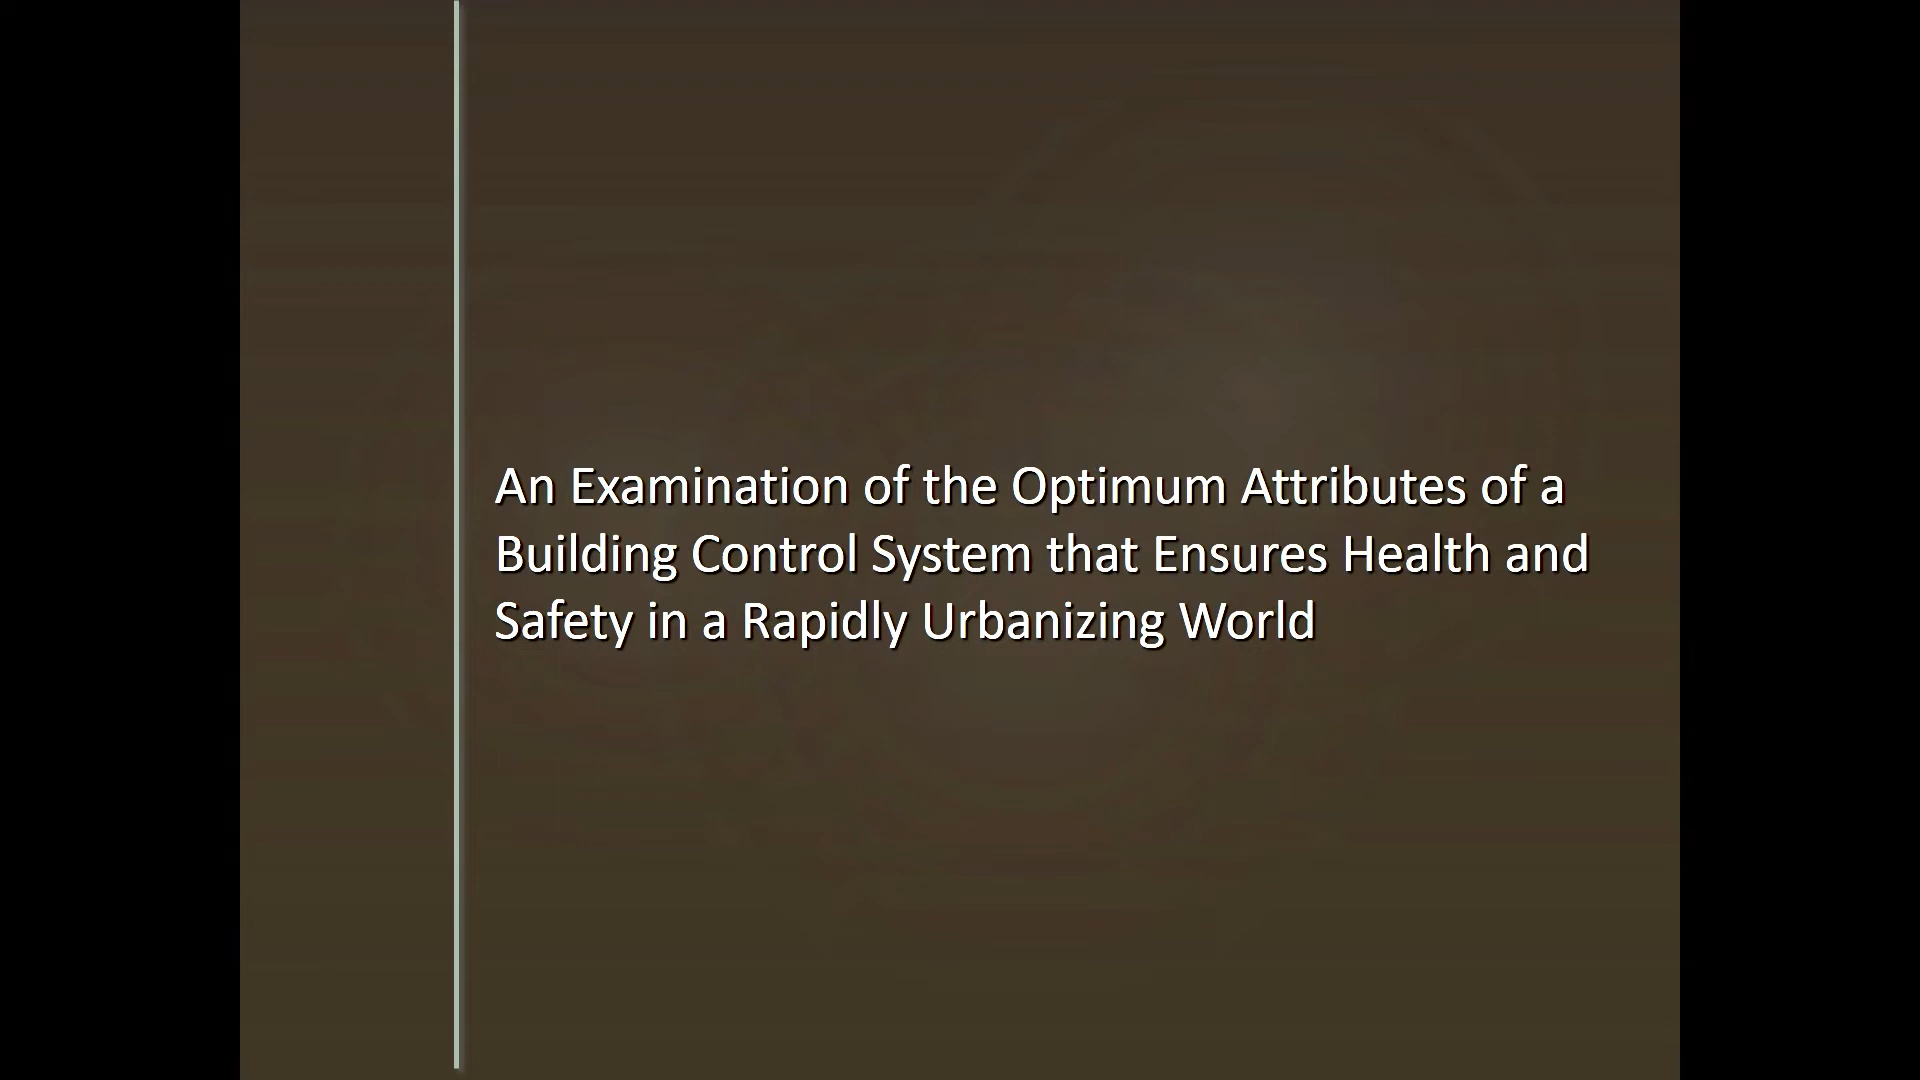 An Examination of the Optimum Attributes of a
Building Control System that Ensures Health and
Safety in a Rapidly Urbanizing World